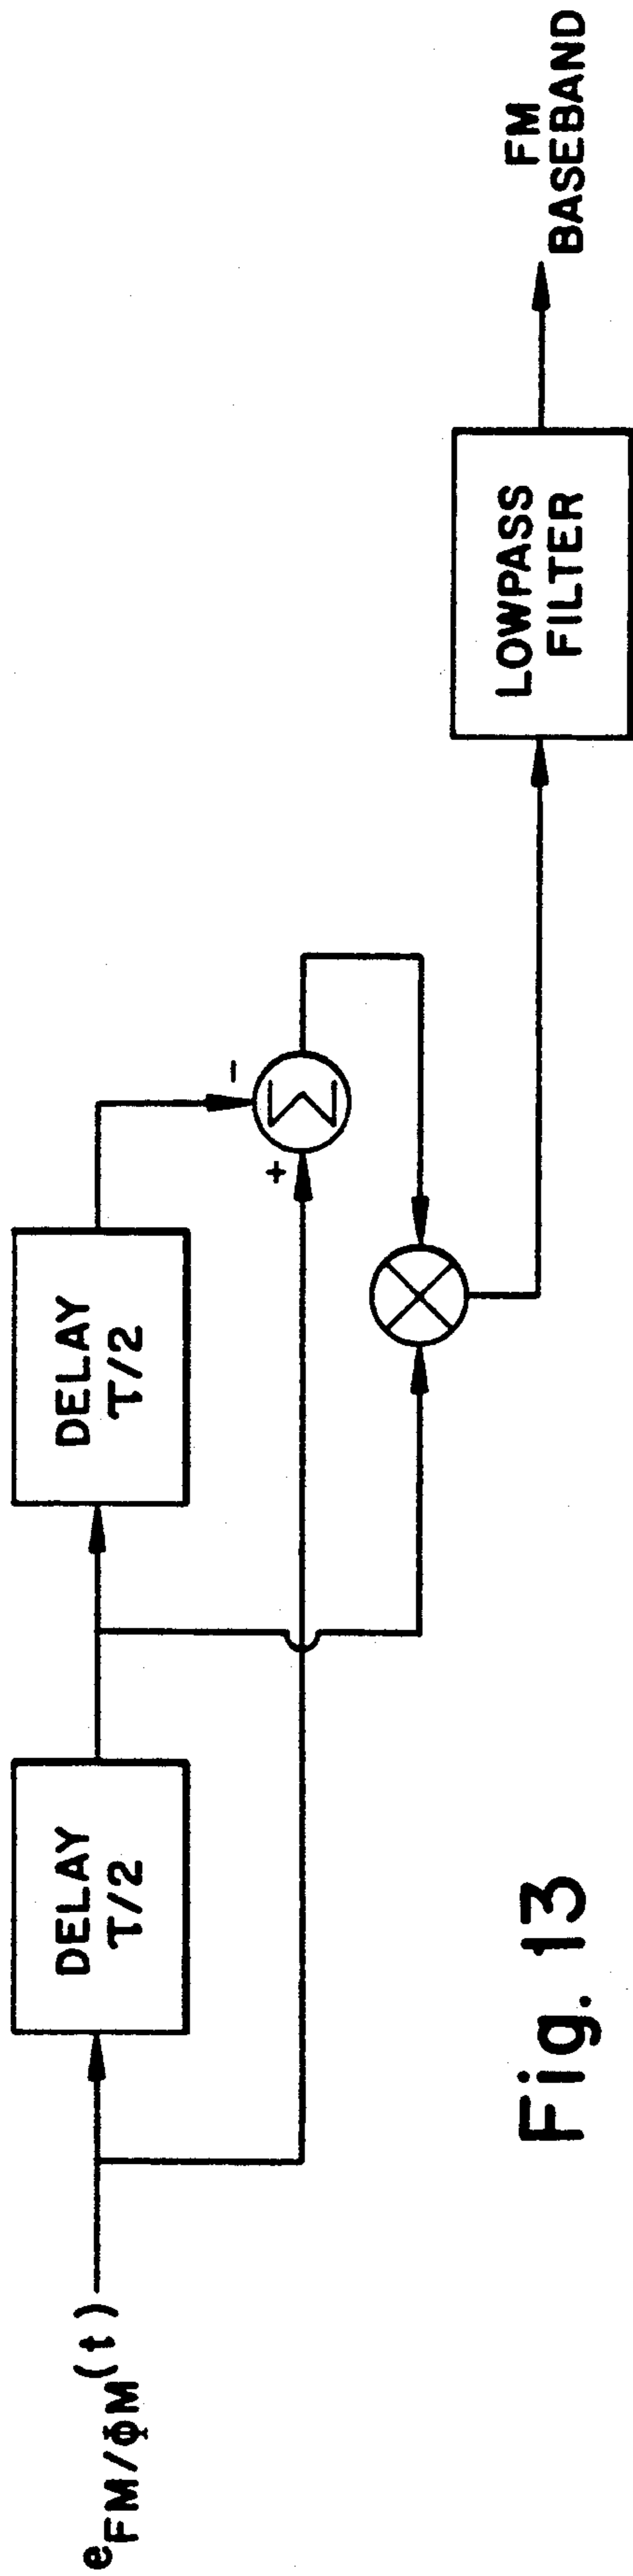 e_FM/ΦM(t)
DELAY
τ/2
DELAY
τ/2
+
-
Σ
LOWPASS
FILTER
FM
BASEBAND
Fig. 13